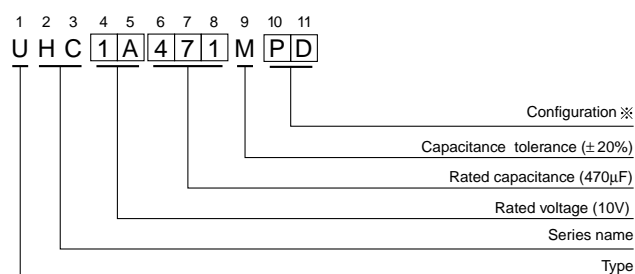 1 2 3 4 5 6 7 8 9 10 11
U H C 1 A 4 7 1 M P D
Configuration ※
Capacitance tolerance (±20%)
Rated capacitance (470μF)
Rated voltage (10V)
Series name
Type